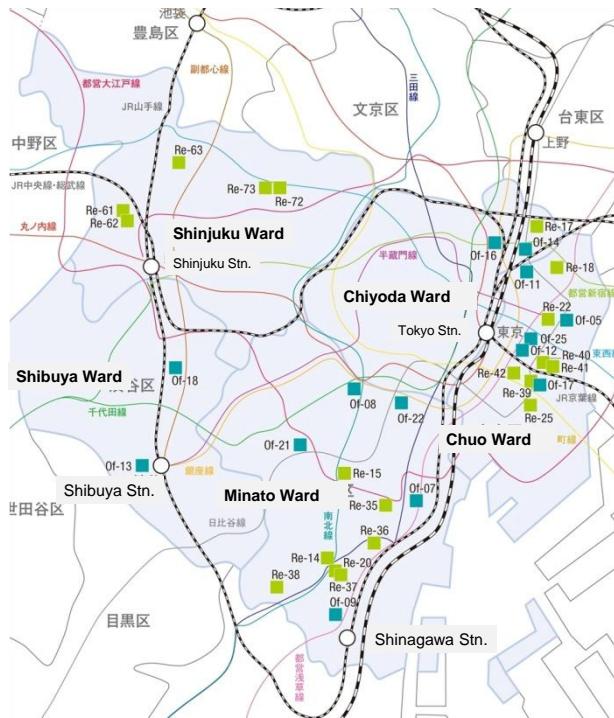 池袋
豊島区
副都心線
都営大江戸線
三田線
文京区
JR山手線
台東区
上野
中野区
Re-63
JR中央線・総武線
Re-73
Re-72
Re-61
Re-62
丸ノ内線
Shinjuku Ward
Shinjuku Stn.
半蔵門線
Re-17
Of-14
Of-16
Re-18
Of-11
Chiyoda Ward
都営新宿線
Re-22
Of-05
Tokyo Stn.
東京
Of-25
Of-12
Re-40
東西
Re-41
Re-42
Shibuya Ward
渋谷区
Of-18
Of-17
Re-39
JR京葉線
Of-08
Of-22
Re-25
千代田線
町線
Chuo Ward
Of-21
Of-13
銀座線
Re-15
Shibuya Stn.
Minato Ward
Of-07
世田谷区
Re-35
日比谷線
南北線
Re-36
Re-14
Re-20
Re-38
Re-37
Of-09
目黒区
Shinagawa Stn.
都営浅草線